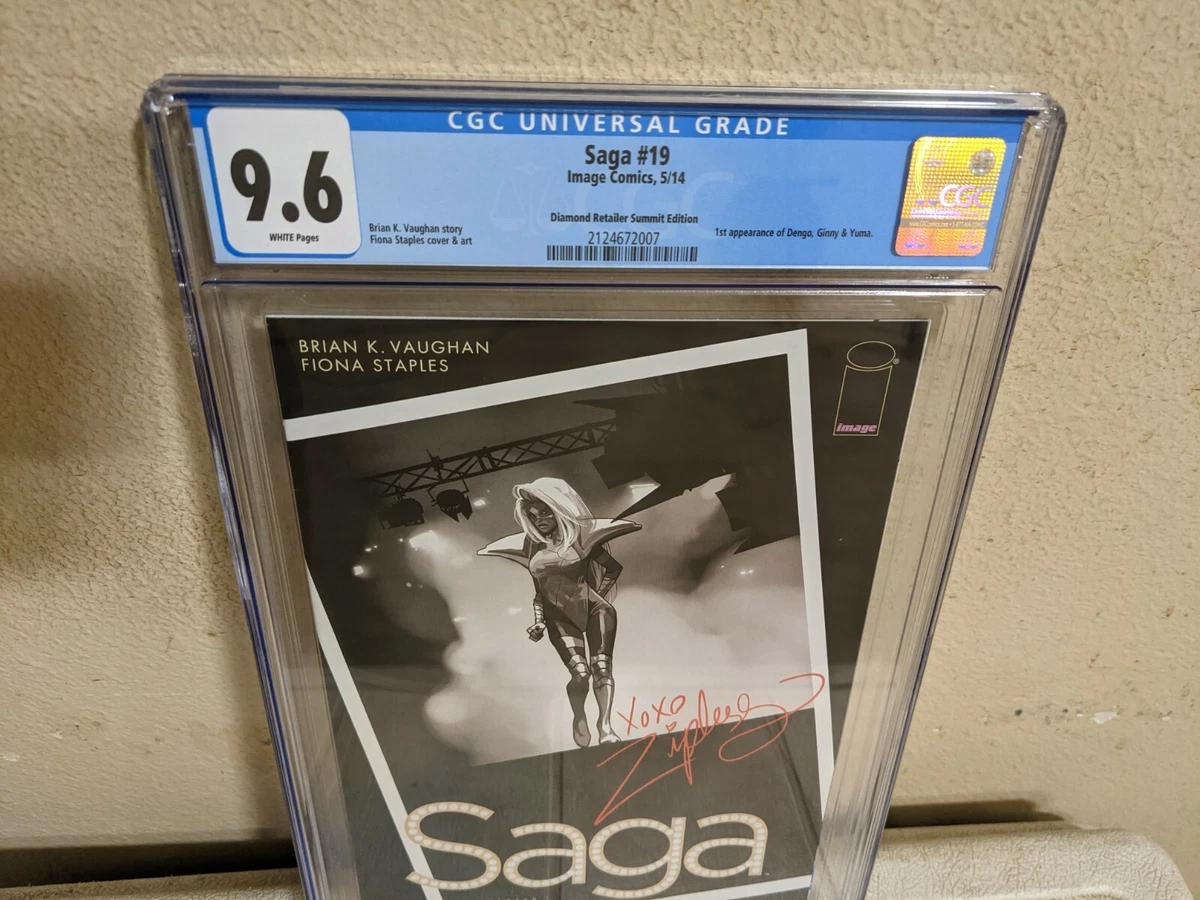 CGC UNIVERSAL GRADE
9.6
WHITE Pages
Saga #19
Image Comics, 5/14
Diamond Retailer Summit Edition
Brian K. Vaughan story
Fiona Staples cover & art
2124672007
1st appearance of Dengo, Ginny & Yuma.
CGC
BRIAN K. VAUGHAN
FIONA STAPLES
image
XOXO
Saga